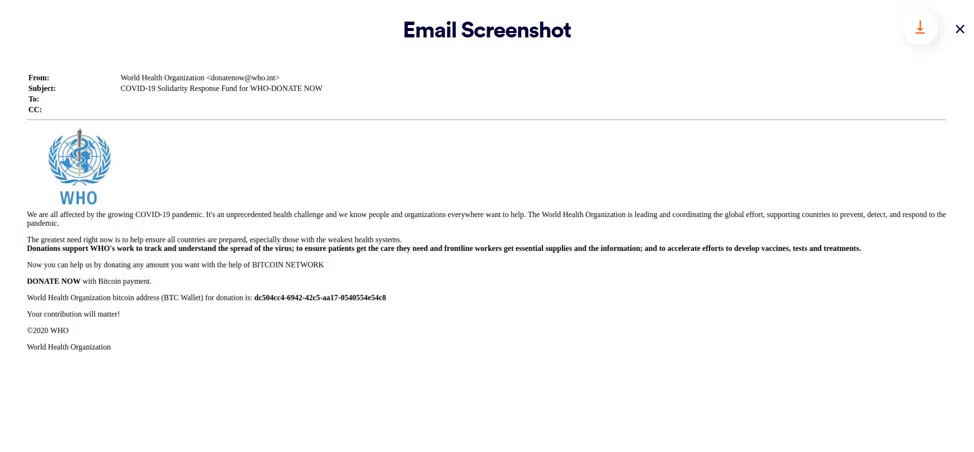 Email Screenshot
From: World Health Organization <donatenow@who.int>
Subject: COVID-19 Solidarity Response Fund for WHO-DONATE NOW
To:
CC:
WHO
We are all affected by the growing COVID-19 pandemic. It's an unprecedented health challenge and we know people and organizations everywhere want to help. The World Health Organization is leading and coordinating the global effort, supporting countries to prevent, detect, and respond to the
pandemic.
The greatest need right now is to help ensure all countries are prepared, especially those with the weakest health systems.
Donations support WHO's work to track and understand the spread of the virus; to ensure patients get the care they need and frontline workers get essential supplies and the information; and to accelerate efforts to develop vaccines, tests and treatments.
Now you can help us by donating any amount you want with the help of BITCOIN NETWORK
DONATE NOW with Bitcoin payment.
World Health Organization bitcoin address (BTC Wallet) for donation is: dc504cc4-6942-42c5-aa17-0540554e54c8
Your contribution will matter!
©2020 WHO
World Health Organization